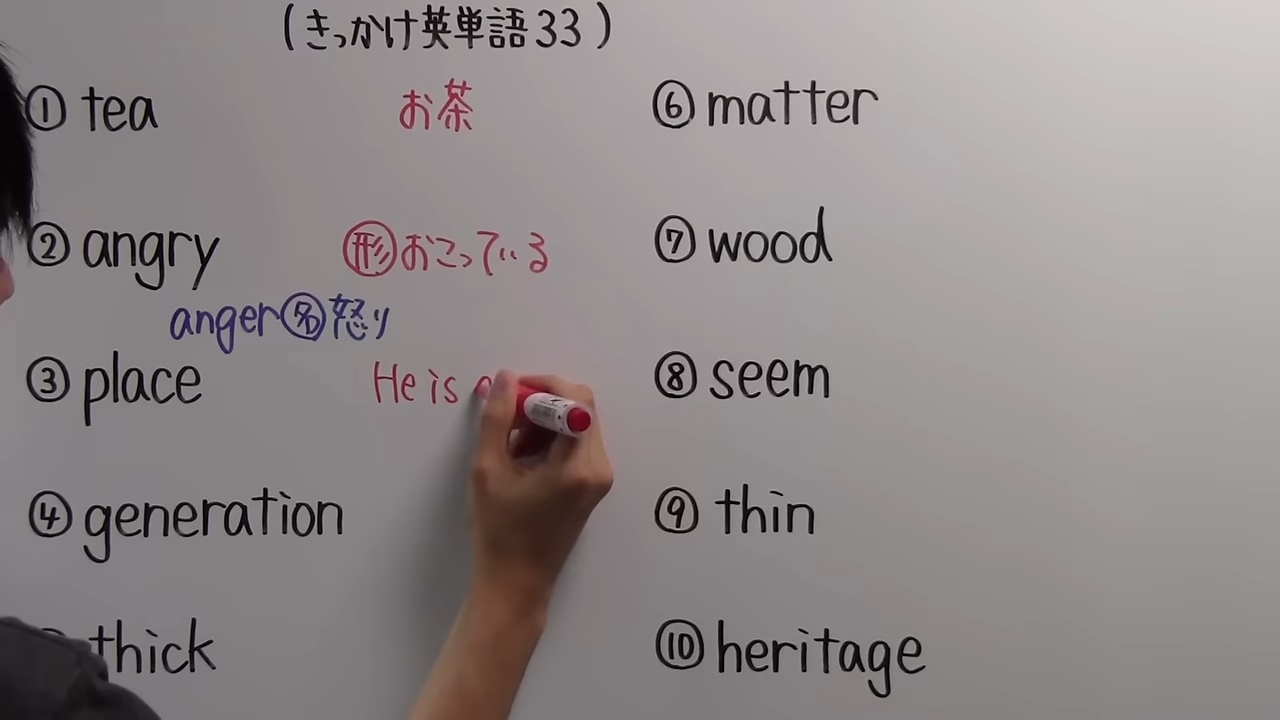 (きっかけ英単語33)
① tea お茶
② angry 形 おこっている
anger 名 怒り
③ place
He is
④ generation
thick
⑥ matter
⑦ wood
⑧ seem
⑨ thin
⑩ heritage